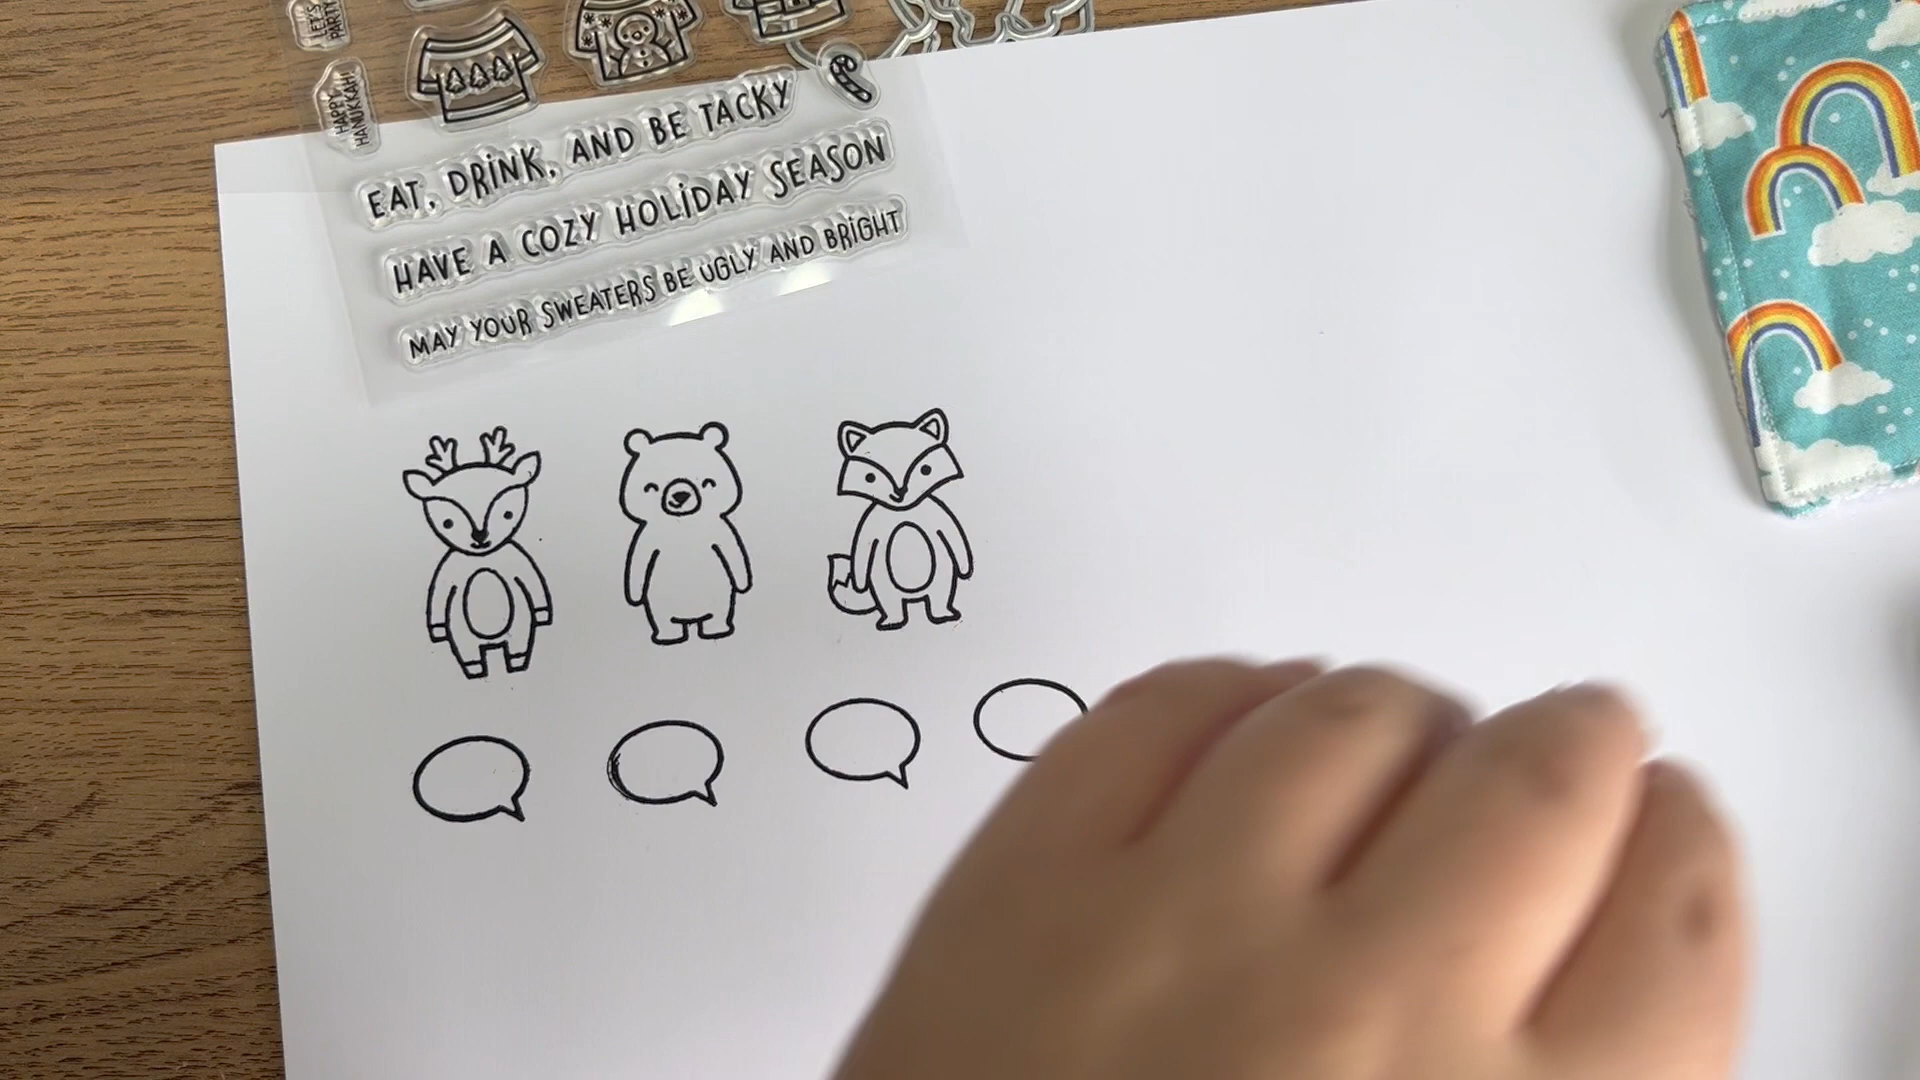 LET'S
PARTY
HAPPY
HANUKKAH!
EAT, DRINK, AND BE TACKY
HAVE A COZY HOLIDAY SEASON
MAY YOUR SWEATERS BE UGLY AND BRIGHT